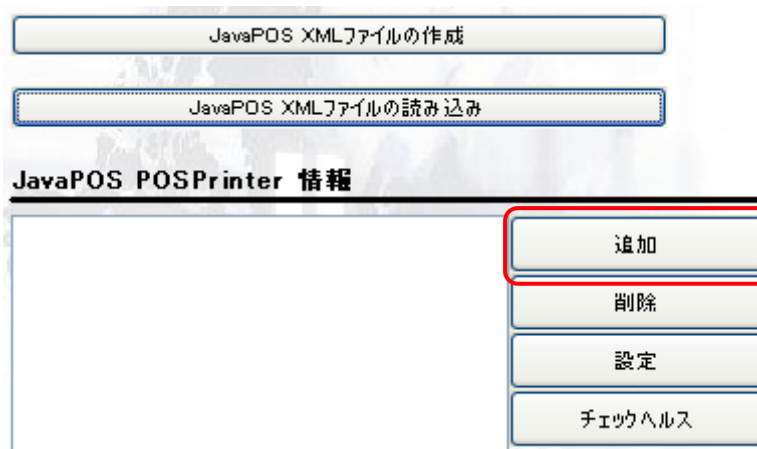 JavaPOS XMLファイルの作成
JavaPOS XMLファイルの読み込み
JavaPOS POSPrinter 情報
追加
削除
設定
チェックヘルス